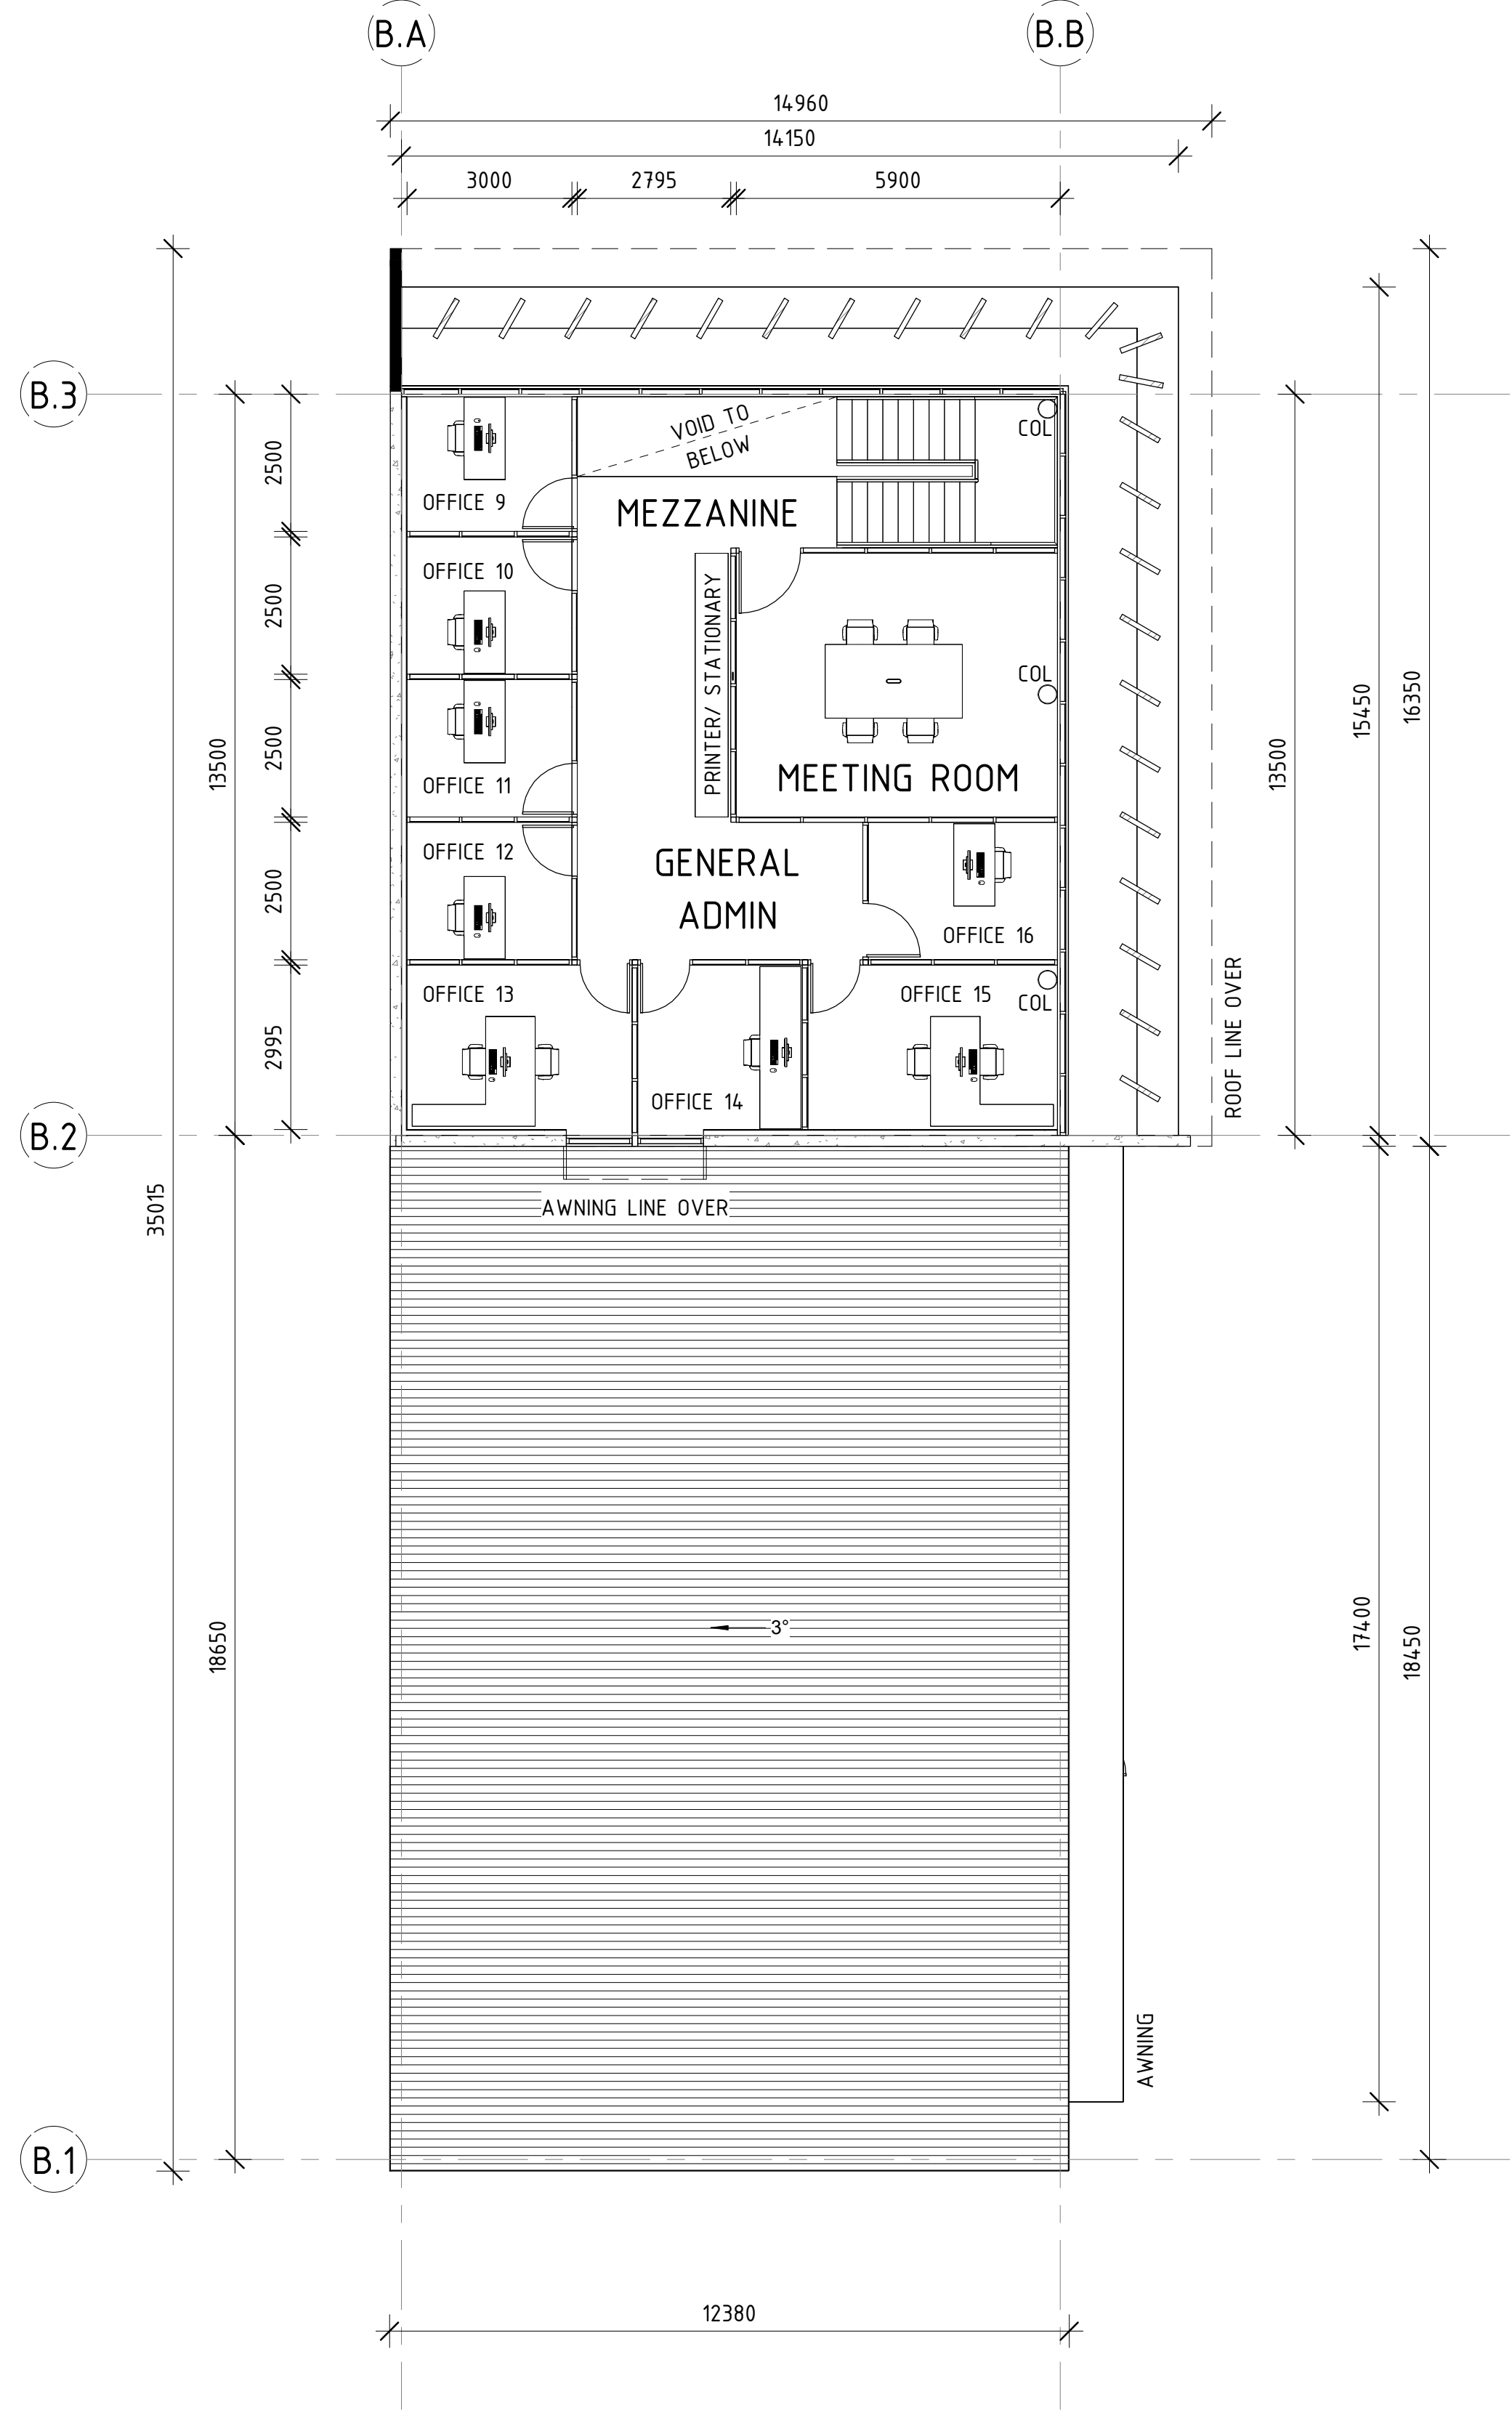 B.A
B.B
14960
14150
3000
2795
5900
B.3
VOID TO
BELOW
COL
2500
OFFICE 9
MEZZANINE
OFFICE 10
2500
PRINTER/ STATIONARY
COL
13500
2500
OFFICE 11
MEETING ROOM
13500
15450
16350
OFFICE 12
GENERAL
ADMIN
2500
OFFICE 16
OFFICE 13
OFFICE 15
COL
2995
OFFICE 14
ROOF LINE OVER
B.2
35015
AWNING LINE OVER
3°
18650
17400
18450
AWNING
B.1
12380